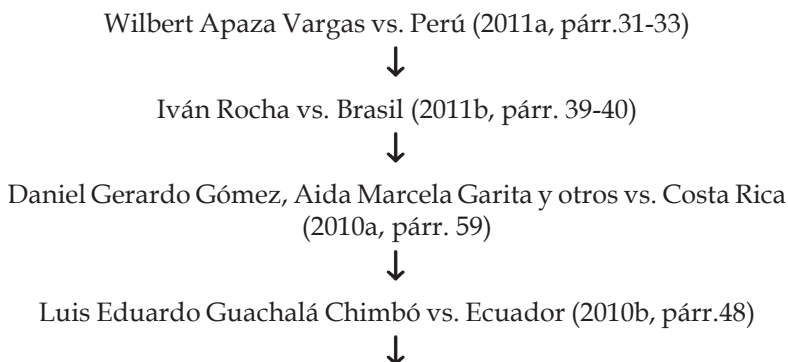 Wilbert Apaza Vargas vs. Perú (2011a, párr.31-33)
↓
Iván Rocha vs. Brasil (2011b, párr. 39-40)
↓
Daniel Gerardo Gómez, Aida Marcela Garita y otros vs. Costa Rica
(2010a, párr. 59)
↓
Luis Eduardo Guachalá Chimbó vs. Ecuador (2010b, párr.48)
↓